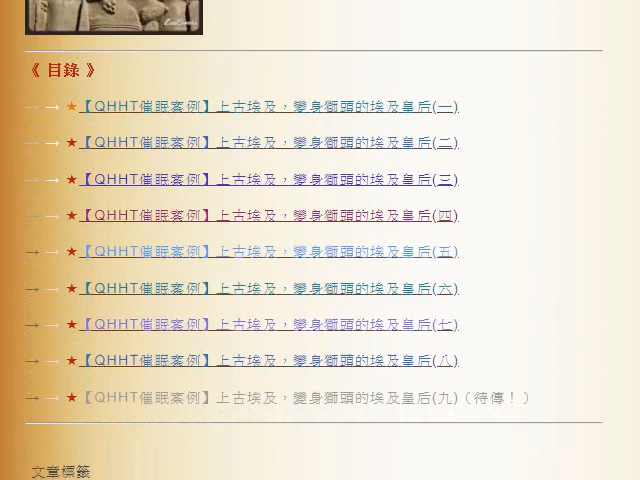 《 目錄 》
→ → ★【QHHT催眠案例】上古埃及，變身獅頭的埃及皇后(一)
→ → ★【QHHT催眠案例】上古埃及，變身獅頭的埃及皇后(二)
→ → ★【QHHT催眠案例】上古埃及，變身獅頭的埃及皇后(三)
→ → ★【QHHT催眠案例】上古埃及，變身獅頭的埃及皇后(四)
→ → ★【QHHT催眠案例】上古埃及，變身獅頭的埃及皇后(五)
→ → ★【QHHT催眠案例】上古埃及，變身獅頭的埃及皇后(六)
→ → ★【QHHT催眠案例】上古埃及，變身獅頭的埃及皇后(七)
→ → ★【QHHT催眠案例】上古埃及，變身獅頭的埃及皇后(八)
→ → ★【QHHT催眠案例】上古埃及，變身獅頭的埃及皇后(九)（待傳！）
文章標籤